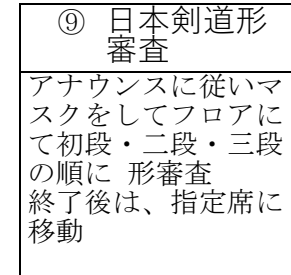 ⑨ 日本剣道形
審査
アナウンスに従いマ
スクをしてフロアに
て初段・二段・三段
の順に 形審査
終了後は、指定席に
移動